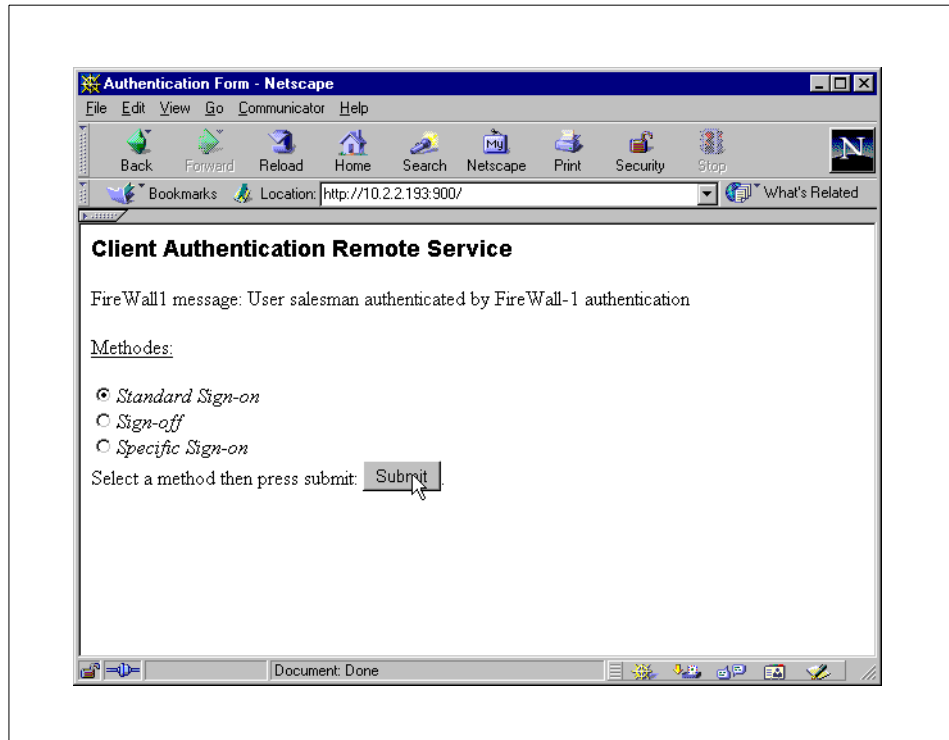 Authentication Form - Netscape
File Edit View Go Communicator Help
My
N
Back Forward Reload Home Search Netscape Print Security Stop
Bookmarks Location: http://10.2.2.193:900/ What's Related
Client Authentication Remote Service
FireWall1 message: User salesman authenticated by FireWall-1 authentication
Methodes:
Standard Sign-on
Sign-off
Specific Sign-on
Select a method then press submit: Submit.
Document: Done